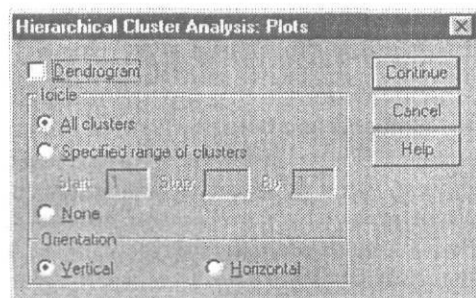 Hierarchical Cluster Analysis: Plots
Dendrogram
Continue
Icicle
All clusters
Cancel
Specified range of clusters
Help
Start: 1 Stop: By: 1
None
Orientation
Vertical Horizontal